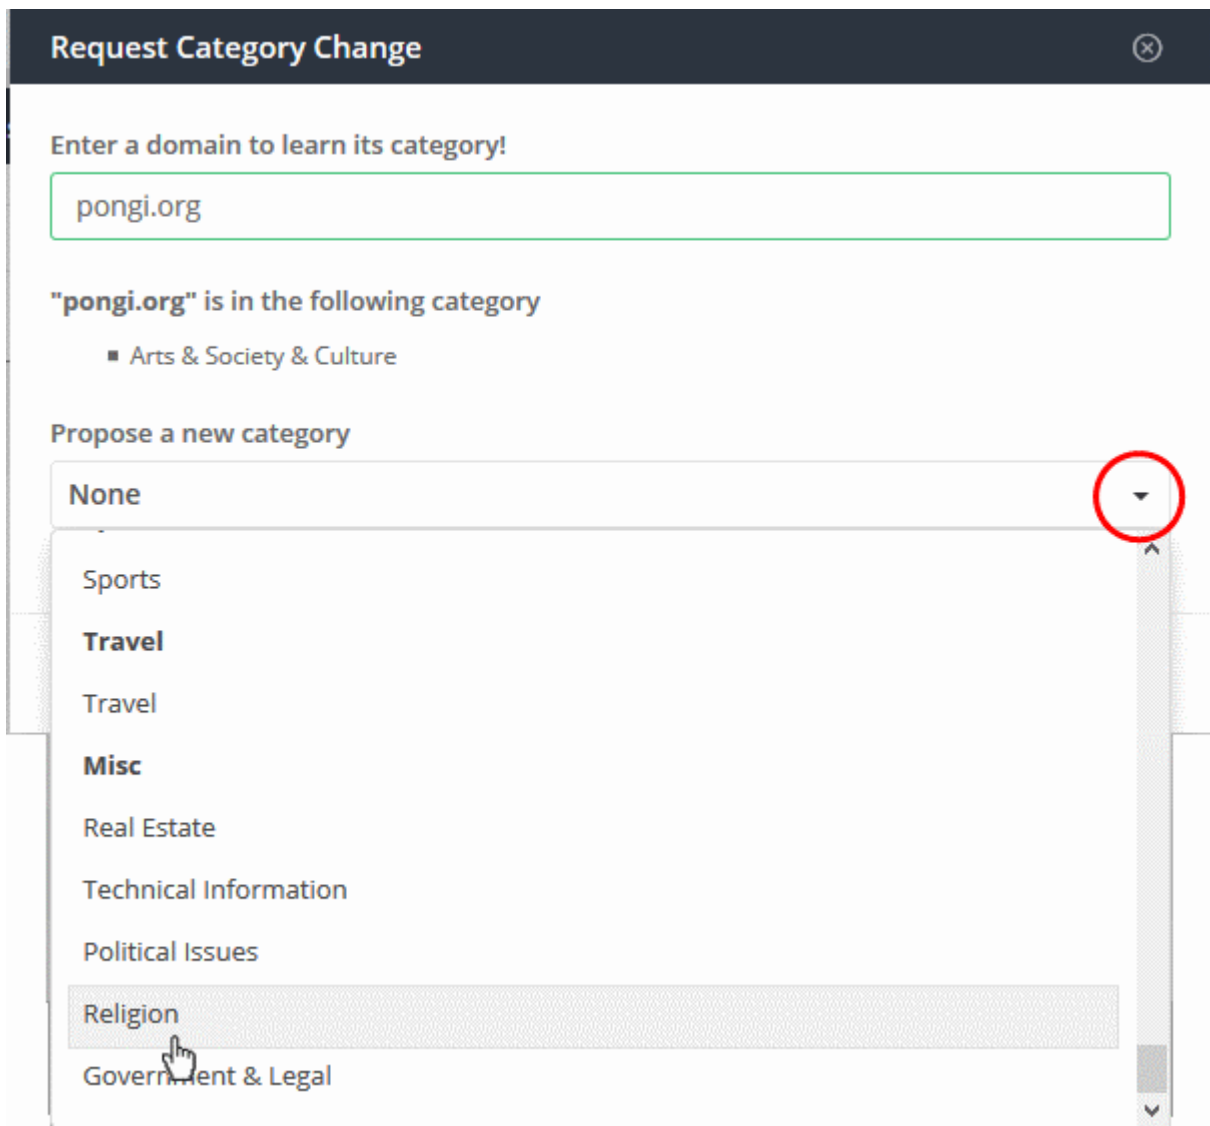 Request Category Change
Enter a domain to learn its category!
pongi.org
"pongi.org" is in the following category
Arts & Society & Culture
Propose a new category
None
Sports
Travel
Travel
Misc
Real Estate
Technical Information
Political Issues
Religion
Government & Legal